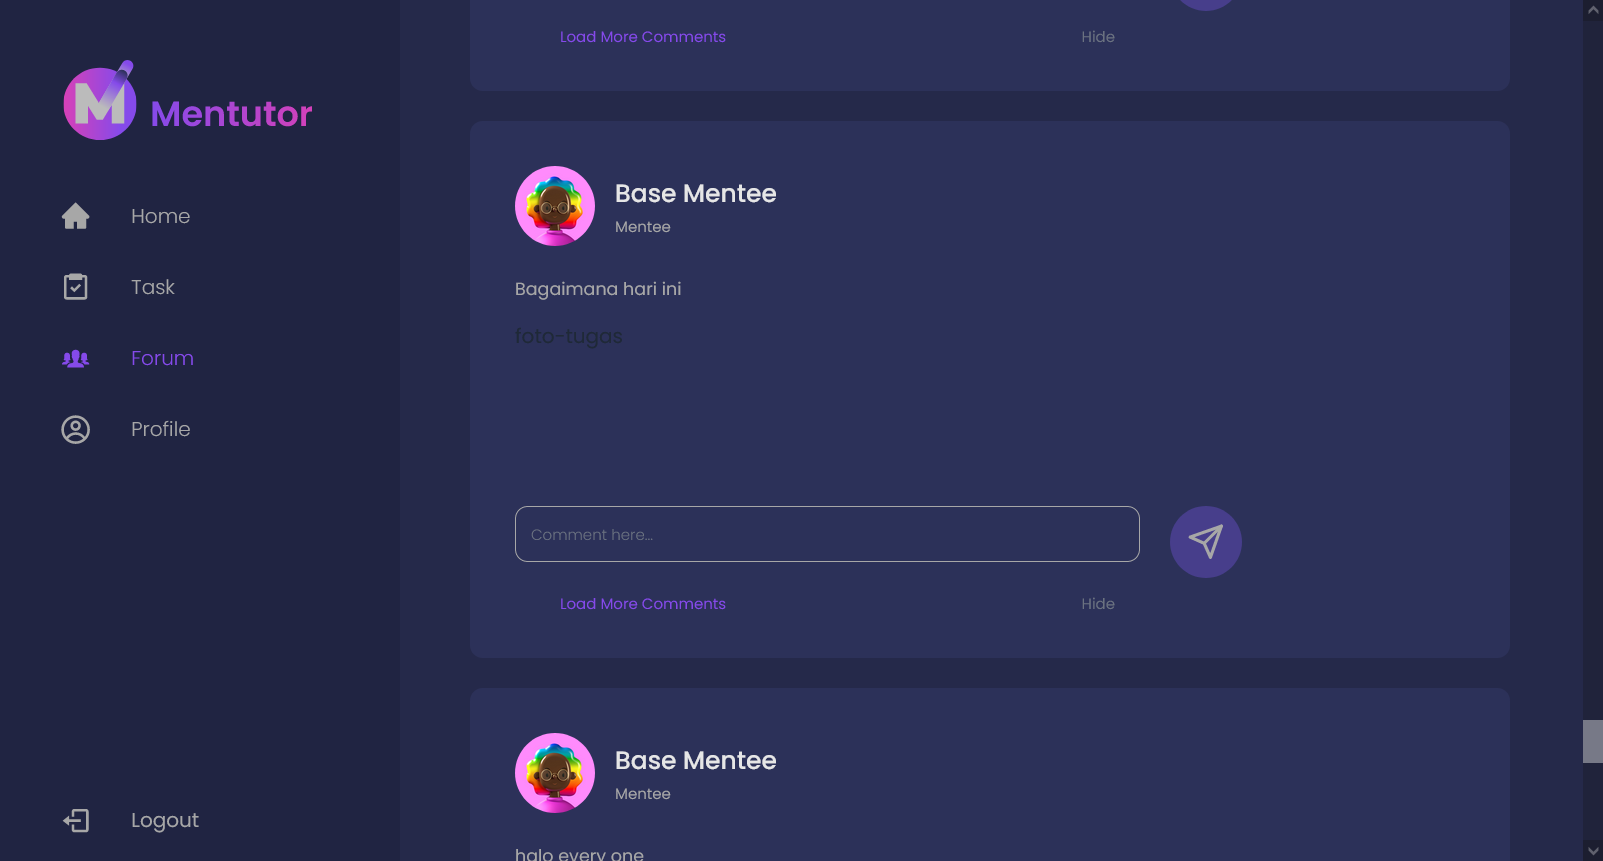 Mentutor
Home
Task
Forum
Profile
Logout
Load More Comments
Hide
Base Mentee
Mentee
Bagaimana hari ini
foto-tugas
Comment here...
Load More Comments
Hide
Base Mentee
Mentee
halo every one